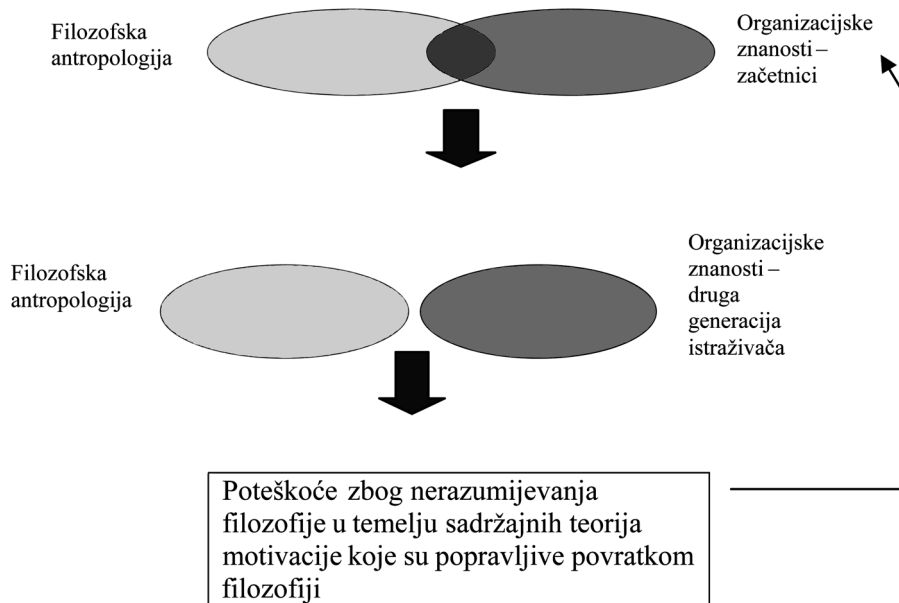 Filozofska
antropologija
Organizacijske
znanosti –
začetnici
Filozofska
antropologija
Organizacijske
znanosti –
druga
generacija
istraživača
Poteškoće zbog nerazumijevanja
filozofije u temelju sadržajnih teorija
motivacije koje su popravljive povratkom
filozofiji